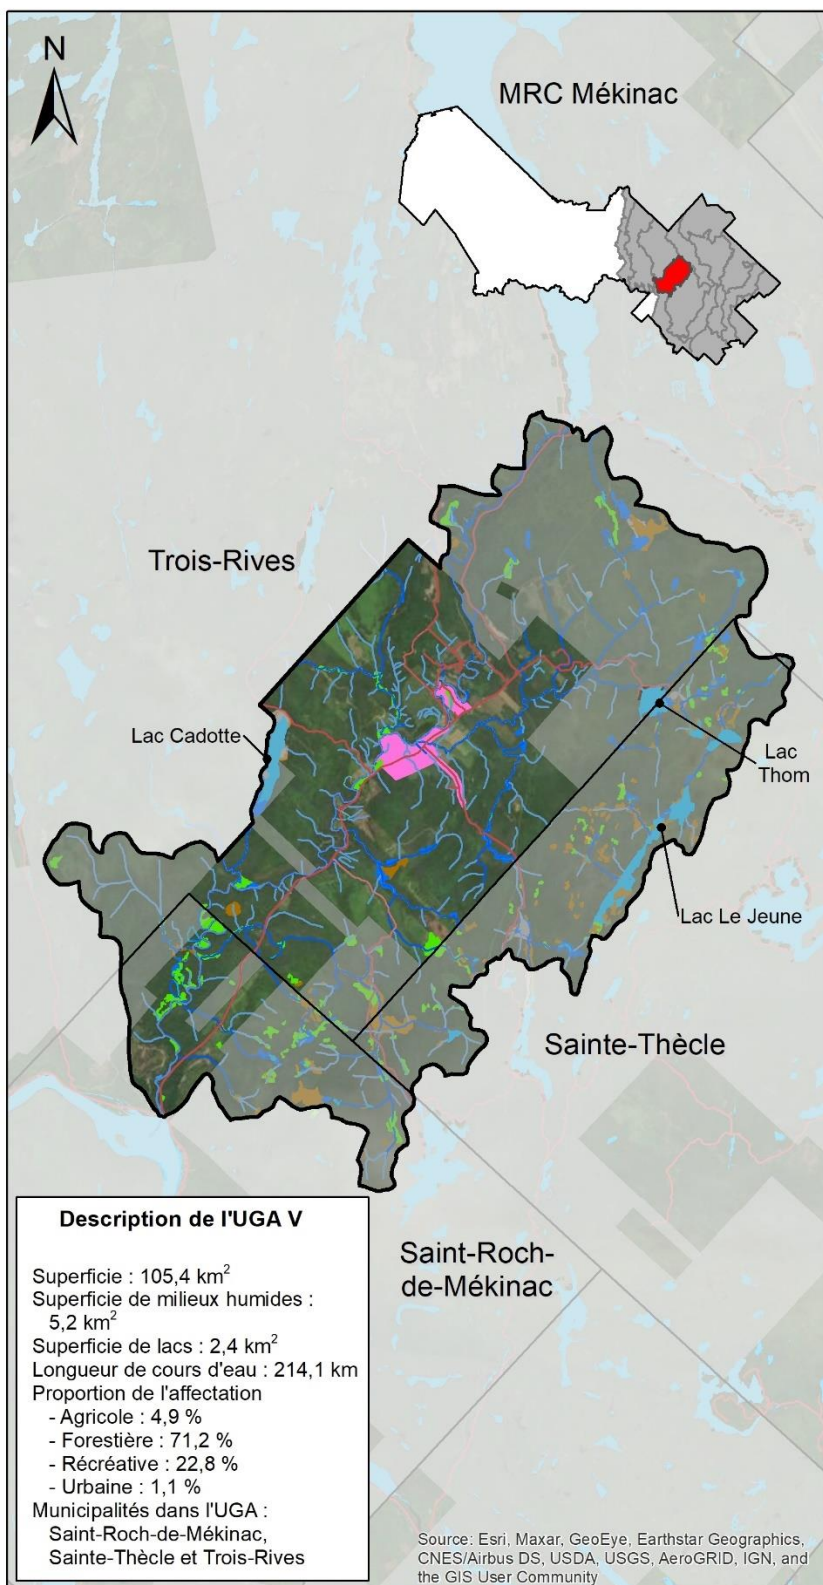 N
MRC Mékinac
Trois-Rives
Lac Cadotte
Lac
Thom
Lac Le Jeune
Sainte-Thècle
Saint-Roch-
de-Mékinac
Description de l'UGA V
Superficie : 105,4 km²
Superficie de milieux humides :
5,2 km²
Superficie de lacs : 2,4 km²
Longueur de cours d'eau : 214,1 km
Proportion de l'affectation
- Agricole : 4,9 %
- Forestière : 71,2 %
- Récréative : 22,8 %
- Urbaine : 1,1 %
Municipalités dans l'UGA :
Saint-Roch-de-Mékinac,
Sainte-Thècle et Trois-Rives
Source: Esri, Maxar, GeoEye, Earthstar Geographics,
CNES/Airbus DS, USDA, USGS, AeroGRID, IGN, and
the GIS User Community